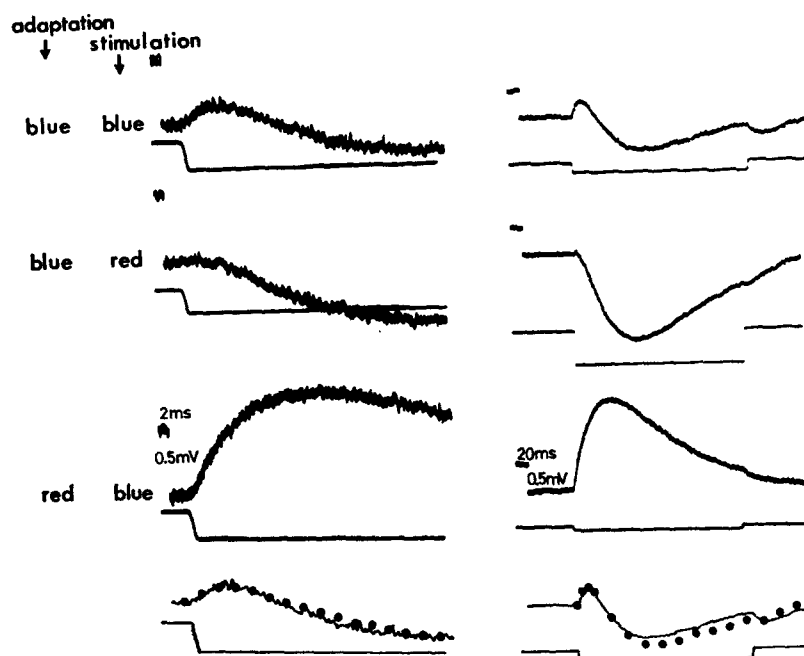 adaptation
stimulation
blue blue
blue red
2ms
0.5mV
20ms
0.5mV
red blue